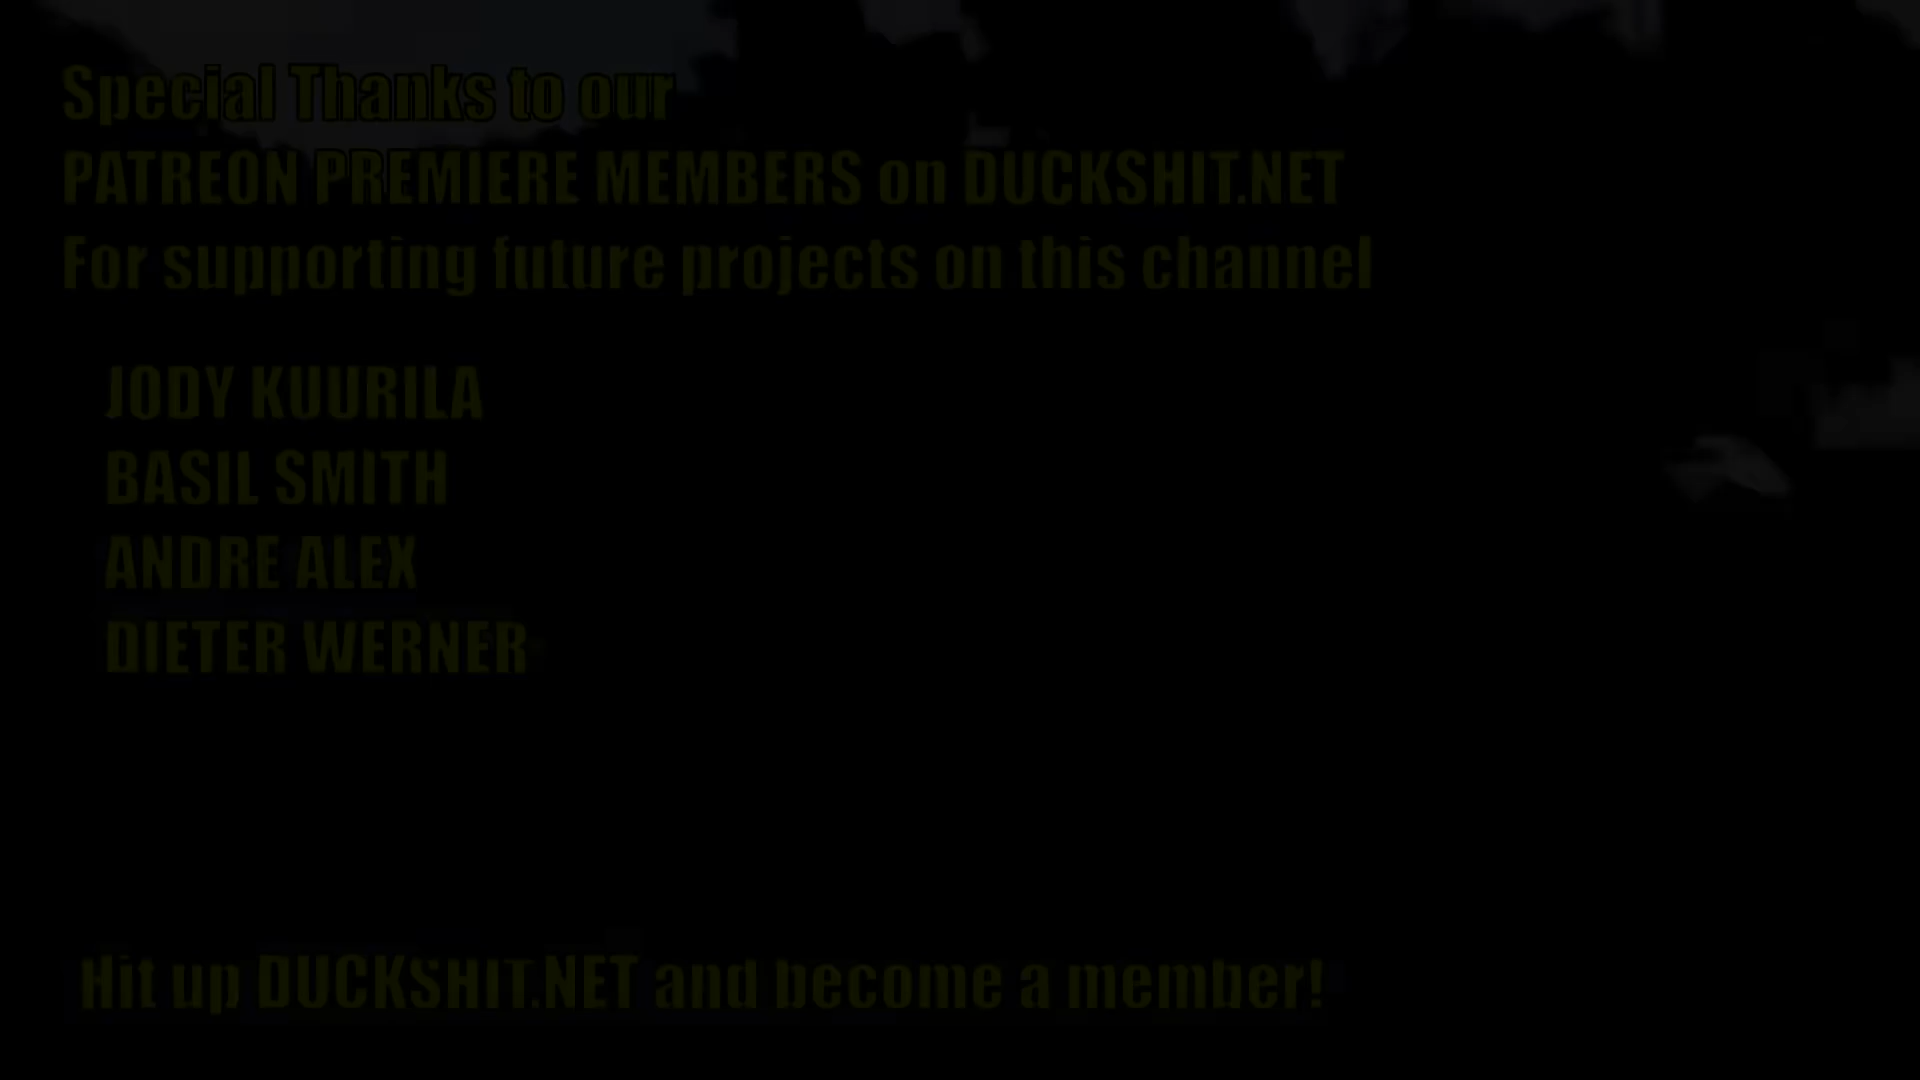 Special Thanks to our
PATREON PREMIERE MEMBERS on DUCKSHIT.NET
For supporting future projects on this channel
JODY KUURILA
BASIL SMITH
ANDRE ALEX
DIETER WERNER
Hit up DUCKSHIT.NET and become a member!